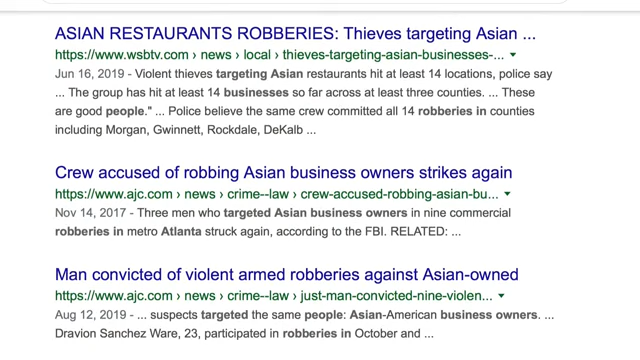 ASIAN RESTAURANTS ROBBERIES: Thieves targeting Asian ...
https://www.wsbtv.com › news › local › thieves-targeting-asian-businesses-...
Jun 16, 2019 - Violent thieves targeting Asian restaurants hit at least 14 locations, police say
... The group has hit at least 14 businesses so far across at least three counties. ... These
are good people." ... Police believe the same crew committed all 14 robberies in counties
including Morgan, Gwinnett, Rockdale, DeKalb ...
Crew accused of robbing Asian business owners strikes again
https://www.ajc.com › news › crime--law › crew-accused-robbing-asian-bu...
Nov 14, 2017 - Three men who targeted Asian business owners in nine commercial
robberies in metro Atlanta struck again, according to the FBI. RELATED: ...
Man convicted of violent armed robberies against Asian-owned
https://www.ajc.com › news › crime--law › just-man-convicted-nine-violen...
Aug 12, 2019 - ... suspects targeted the same people: Asian-American business owners. ...
Dravion Sanchez Ware, 23, participated in robberies in October and ...